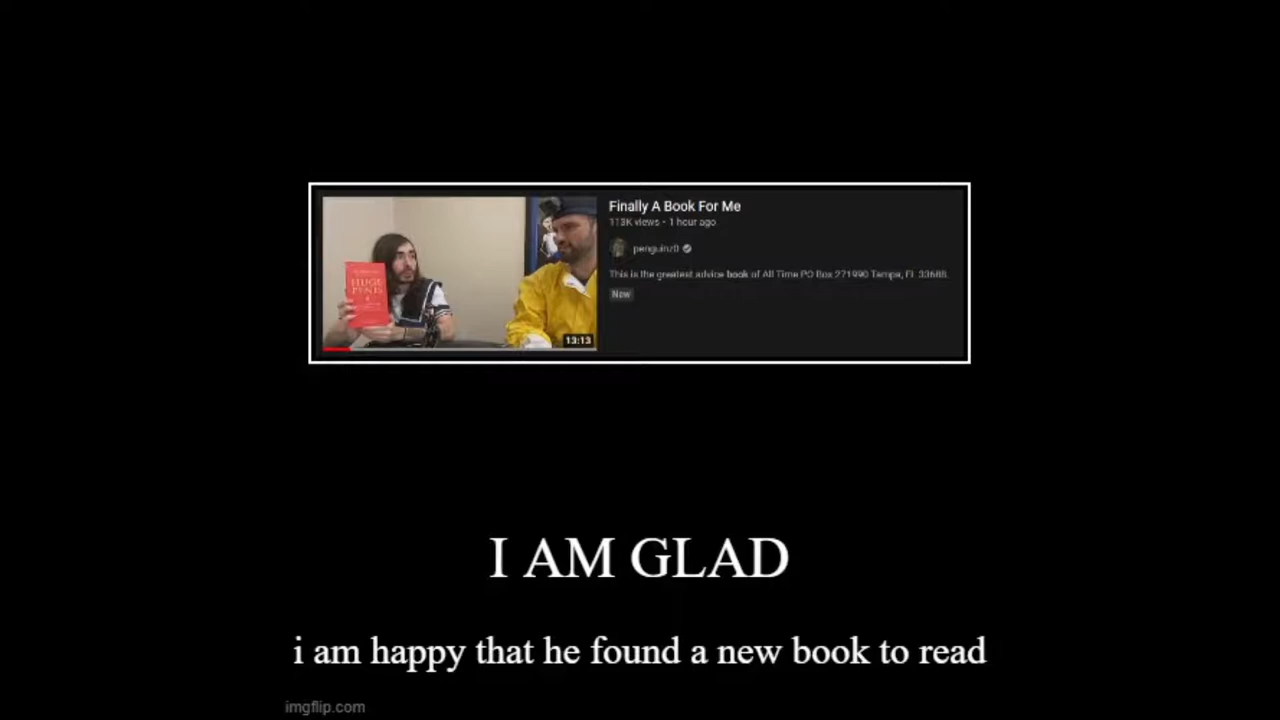 Finally A Book For Me
113K views • 1 hour ago
penguinz0
This is the greatest advice book of All Time PO Box 271990 Tampa, FL 33688.
New
HUGE
PENIS
13:13
I AM GLAD
i am happy that he found a new book to read
imgflip.com